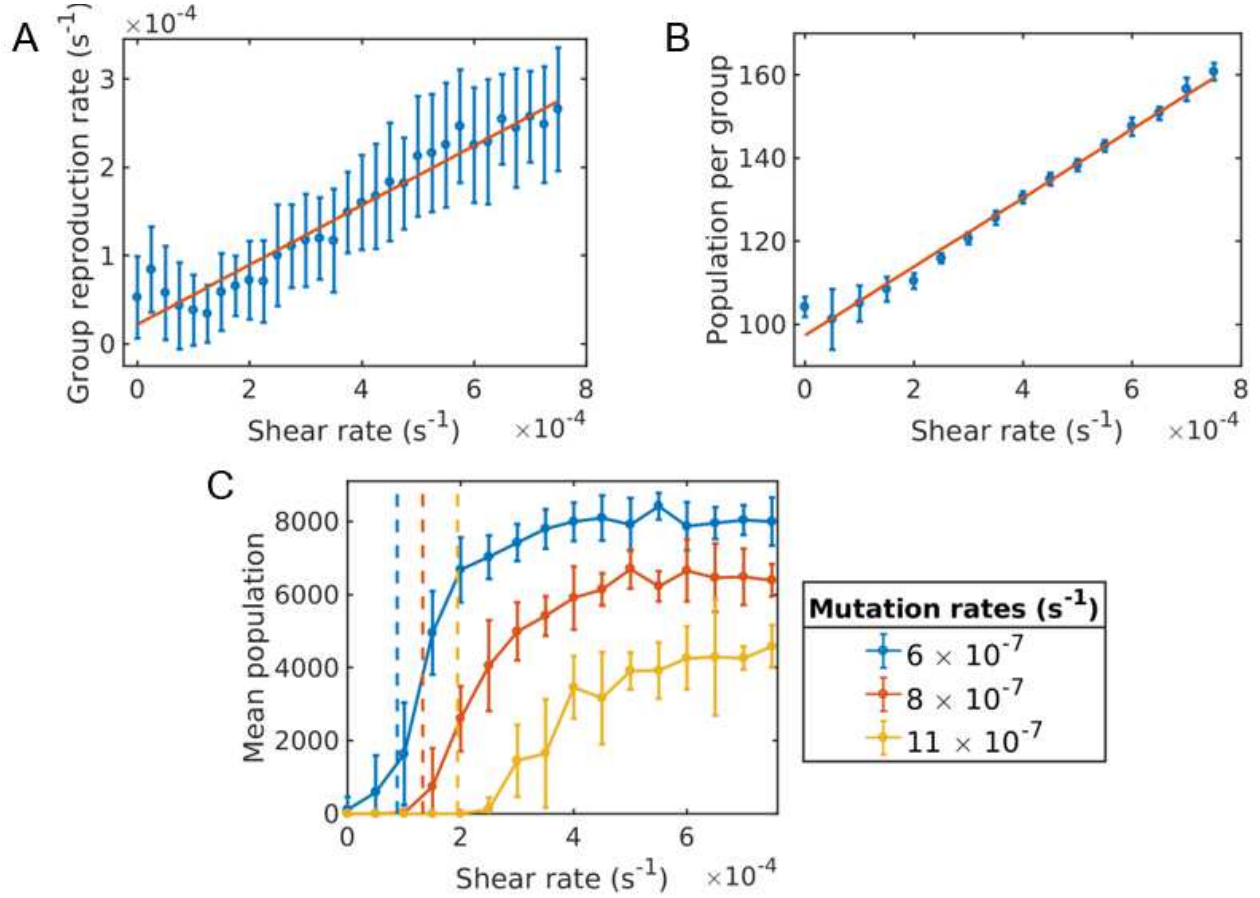 A
×10⁻⁴
Group reproduction rate (s⁻¹)
3
2
1
0
0 2 4 6 8
Shear rate (s⁻¹) ×10⁻⁴
B
Population per group
160
140
120
100
0 2 4 6 8
Shear rate (s⁻¹) ×10⁻⁴
C
Mean population
8000
6000
4000
2000
0
0 2 4 6
Shear rate (s⁻¹) ×10⁻⁴
Mutation rates (s⁻¹)
6 × 10⁻⁷
8 × 10⁻⁷
11 × 10⁻⁷